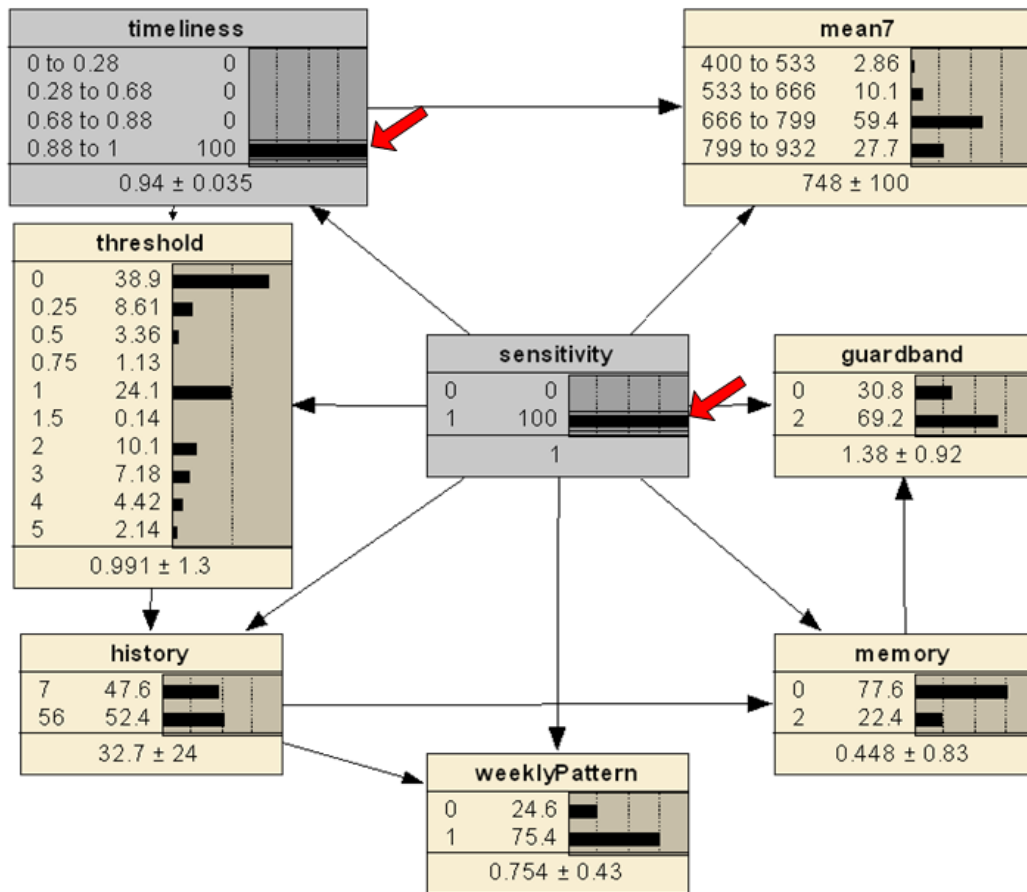 timeliness
0 to 0.28 0
0.28 to 0.68 0
0.68 to 0.88 0
0.88 to 1 100
0.94 ± 0.035
mean7
400 to 533 2.86
533 to 666 10.1
666 to 799 59.4
799 to 932 27.7
748 ± 100
threshold
0 38.9
0.25 8.61
0.5 3.36
0.75 1.13
1 24.1
1.5 0.14
2 10.1
3 7.18
4 4.42
5 2.14
0.991 ± 1.3
sensitivity
0 0
1 100
1
guardband
0 30.8
2 69.2
1.38 ± 0.92
history
7 47.6
56 52.4
32.7 ± 24
memory
0 77.6
2 22.4
0.448 ± 0.83
weeklyPattern
0 24.6
1 75.4
0.754 ± 0.43